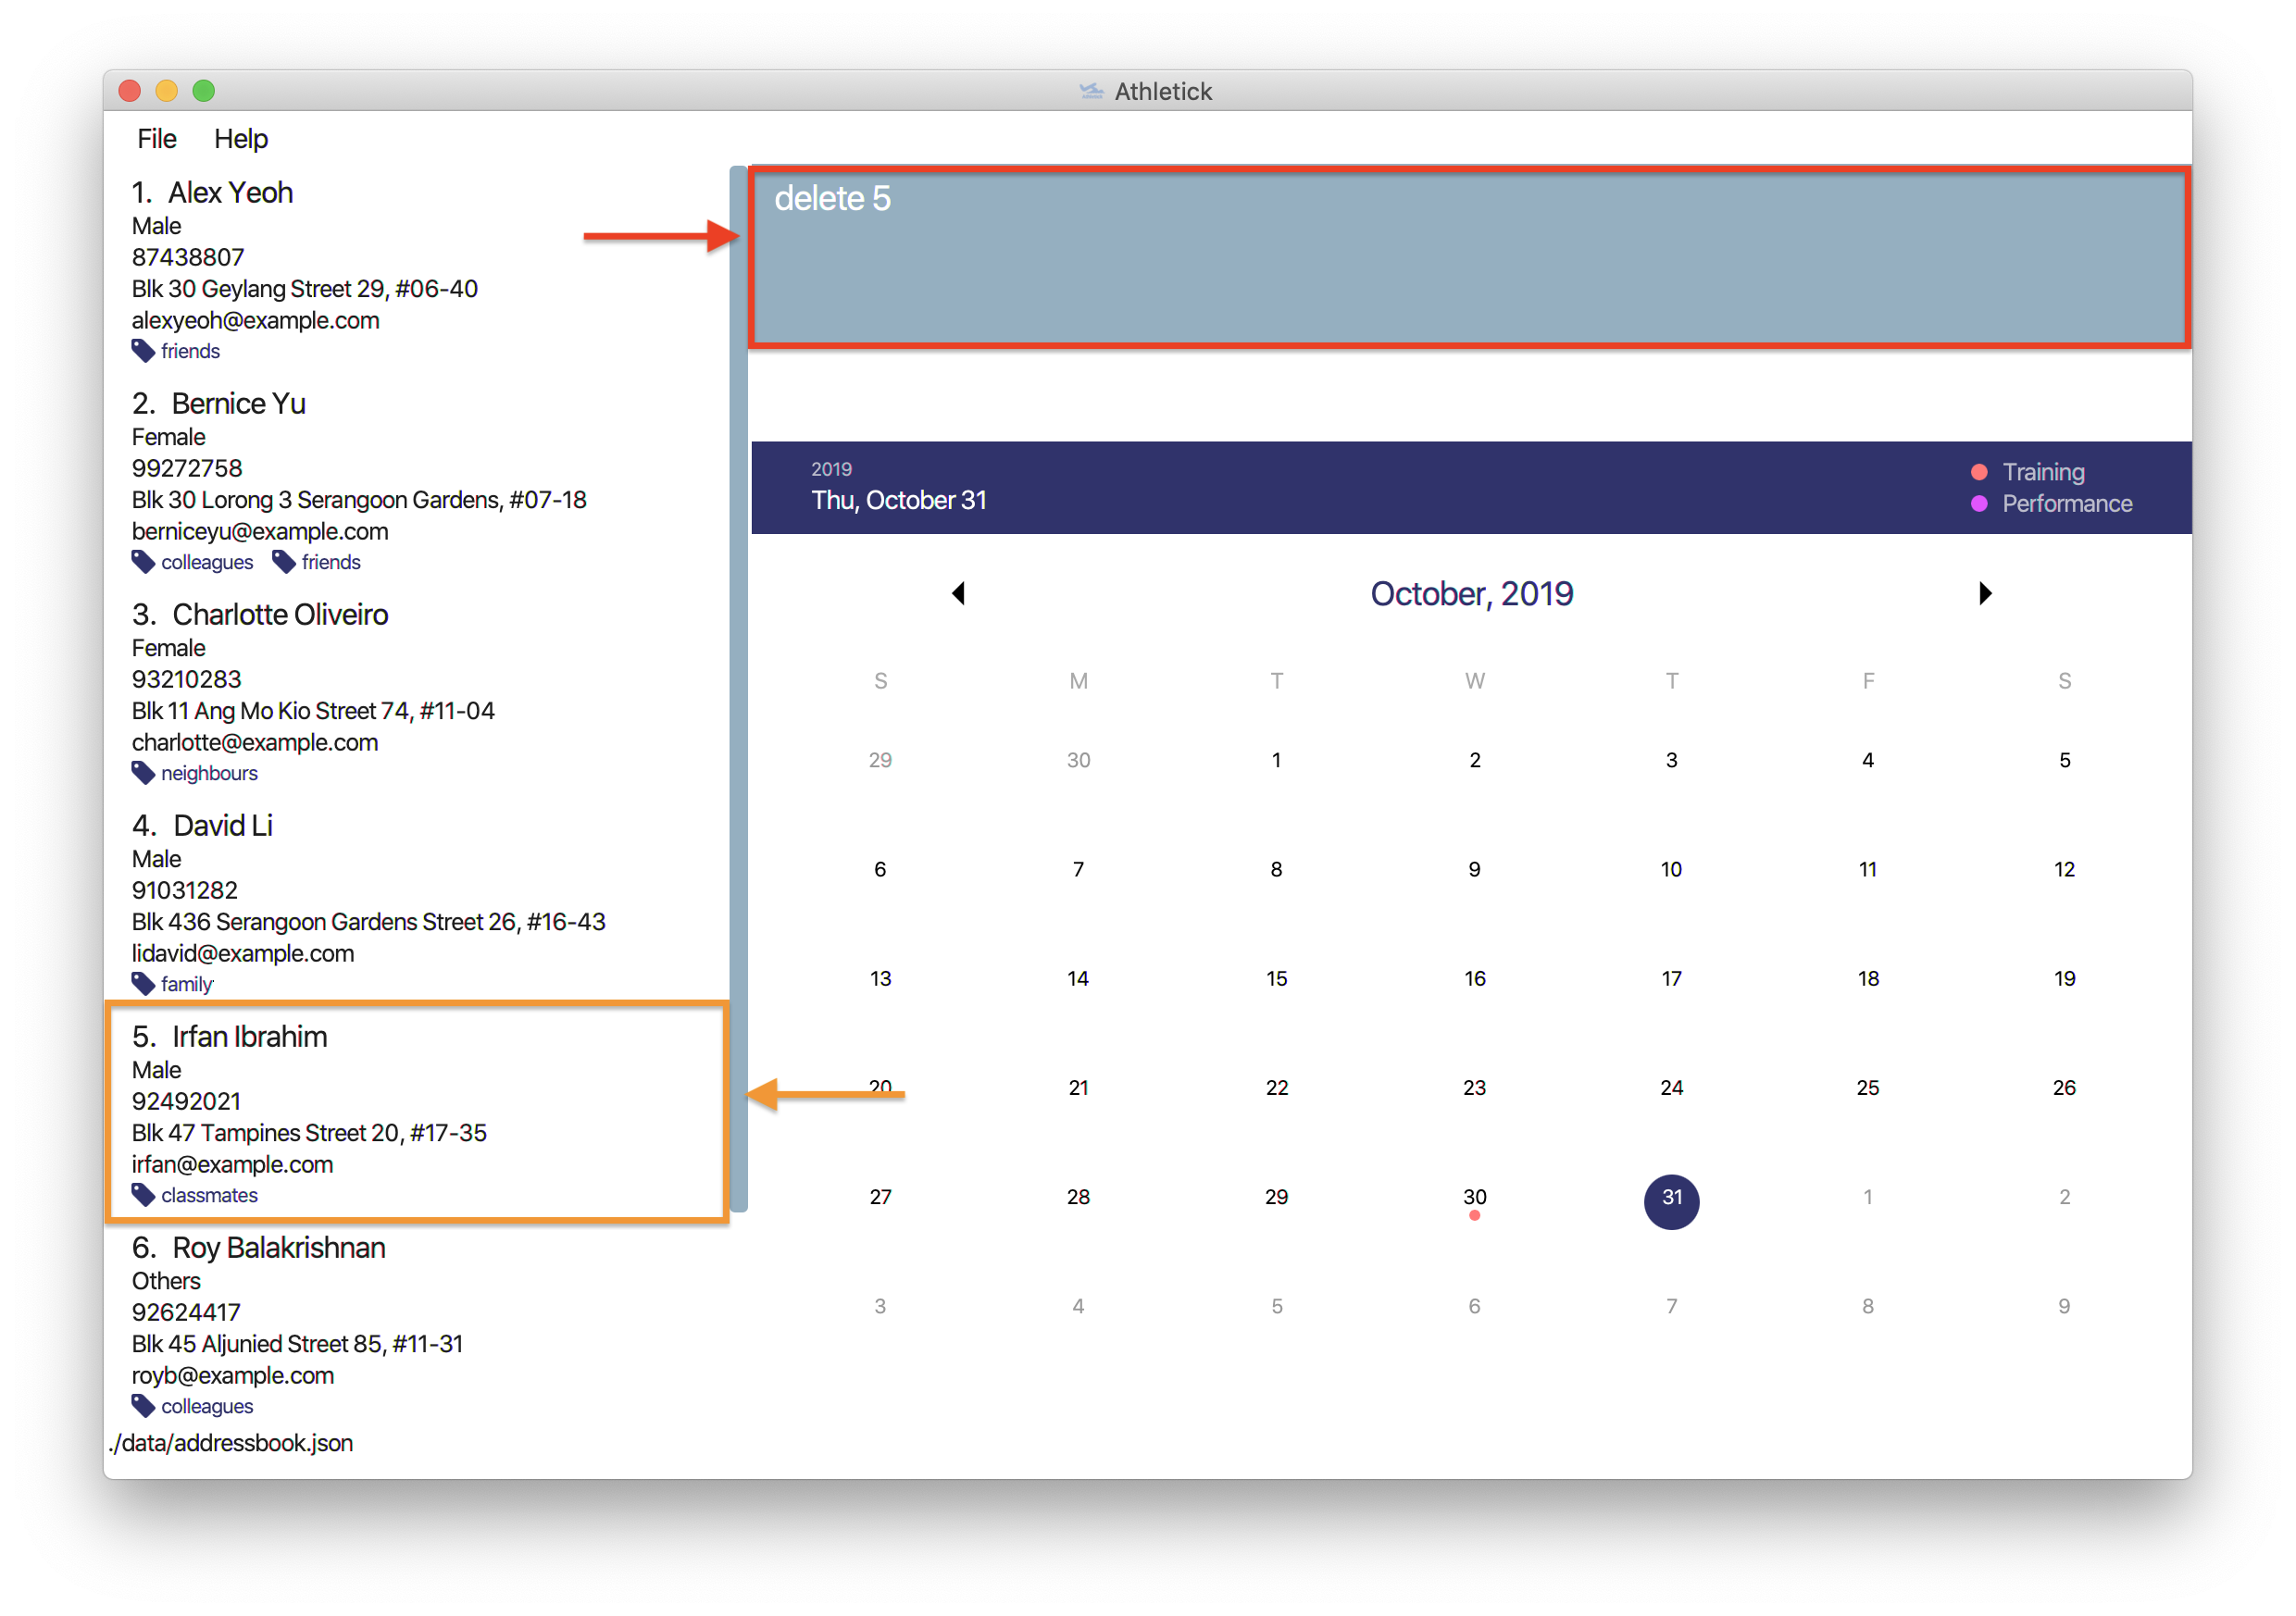 Athletick
File Help
1. Alex Yeoh
Male
87438807
Blk 30 Geylang Street 29, #06-40
alexyeoh@example.com
friends
2. Bernice Yu
Female
99272758
Blk 30 Lorong 3 Serangoon Gardens, #07-18
berniceyu@example.com
colleagues friends
3. Charlotte Oliveiro
Female
93210283
Blk 11 Ang Mo Kio Street 74, #11-04
charlotte@example.com
neighbours
4. David Li
Male
91031282
Blk 436 Serangoon Gardens Street 26, #16-43
lidavid@example.com
family
5. Irfan Ibrahim
Male
92492021
Blk 47 Tampines Street 20, #17-35
irfan@example.com
classmates
6. Roy Balakrishnan
Others
92624417
Blk 45 Aljunied Street 85, #11-31
royb@example.com
colleagues
./data/addressbook.json
delete 5
2019
Thu, October 31
Training
Performance
October, 2019
S M T W T F S
29 30 1 2 3 4 5
6 7 8 9 10 11 12
13 14 15 16 17 18 19
20 21 22 23 24 25 26
27 28 29 30 31 1 2
3 4 5 6 7 8 9